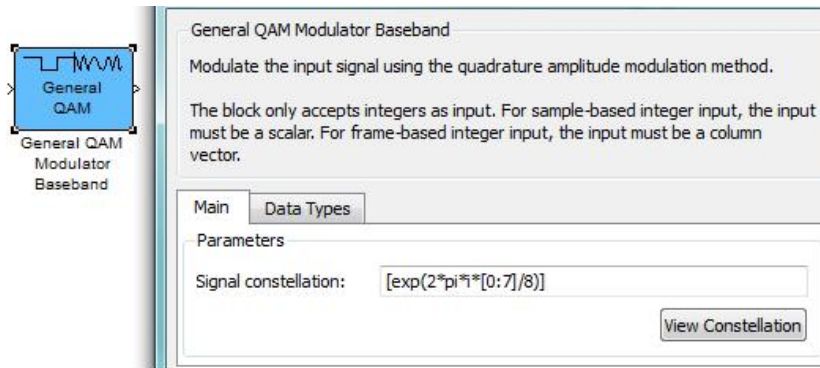 General
QAM
General QAM
Modulator
Baseband
General QAM Modulator Baseband
Modulate the input signal using the quadrature amplitude modulation method.
The block only accepts integers as input. For sample-based integer input, the input
must be a scalar. For frame-based integer input, the input must be a column
vector.
Main
Data Types
Parameters
Signal constellation:
[exp(2*pi*i*[0:7]/8)]
View Constellation